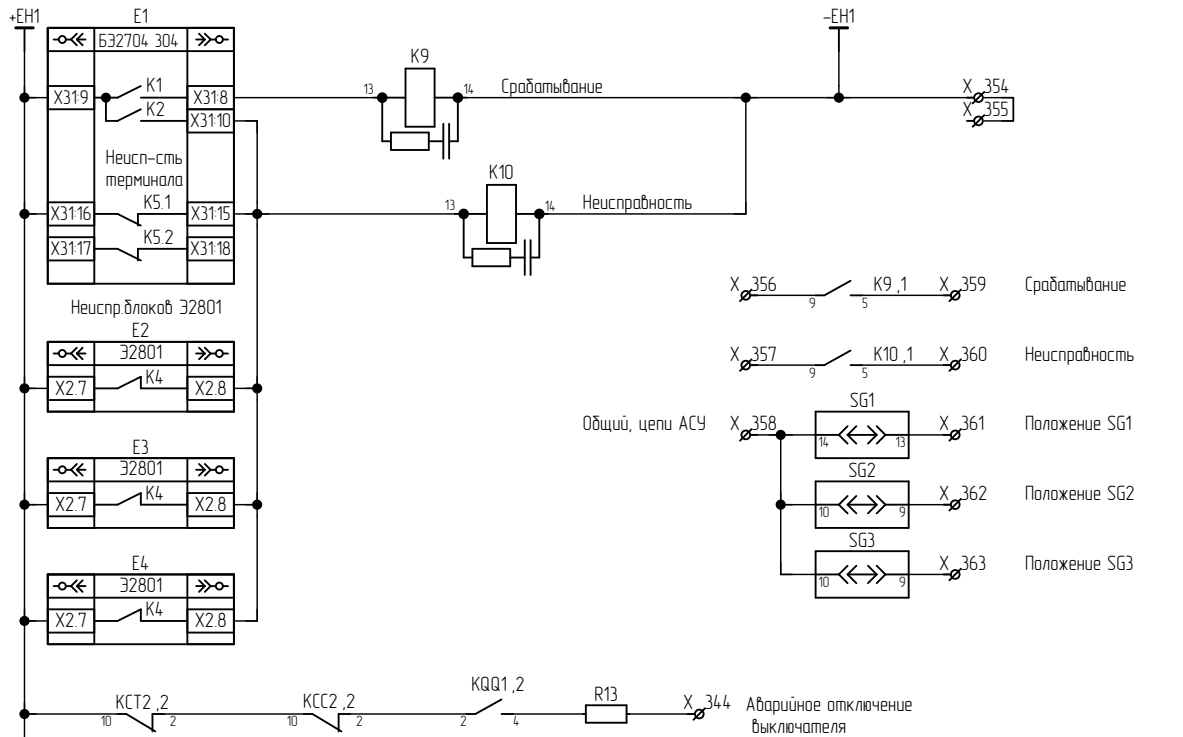 +EH1
E1
БЭ2704 304
X31:9
K1
X31:8
K2
X31:10
Неисп-сть
терминала
X31:16
K5.1
X31:15
X31:17
K5.2
X31:18
K9
13
14
Срабатывание
-EH1
X 354
X 355
K10
13
14
Неисправность
Неиспр.блоков Э2801
E2
Э2801
X2.7
K4
X2.8
E3
Э2801
X2.7
K4
X2.8
E4
Э2801
X2.7
K4
X2.8
X 356
9
K9 ,1
5
X 359
Срабатывание
X 357
9
K10 ,1
5
X 360
Неисправность
Общий, цепи АСУ
X 358
SG1
14
13
X 361
Положение SG1
SG2
10
9
X 362
Положение SG2
SG3
10
9
X 363
Положение SG3
KCT2 ,2
10
2
KCC2 ,2
10
2
KQQ1 ,2
2
4
R13
X 344
Аварийное отключение
выключателя